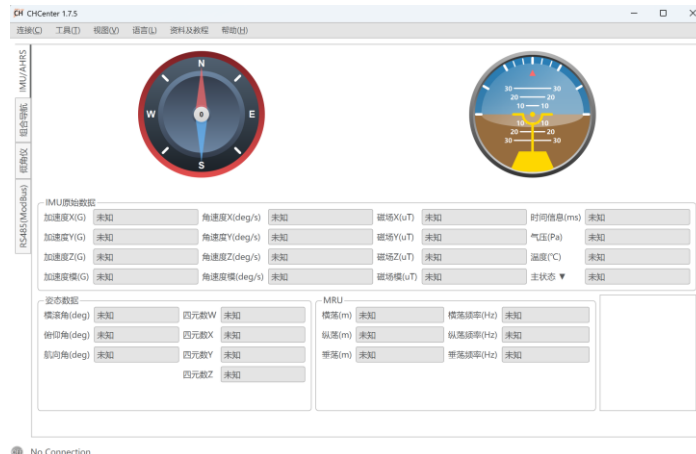 CH CHCenter 1.7.5
连接(C) 工具(T) 视图(V) 语言(L) 资料及教程 帮助(H)
IMU/AHRS
组合导航
倾角仪
RS485(ModBus)
N
W 0 E
S
30 30
20 20
10 10
10 10
20 20
30 30
IMU原始数据
加速度X(G) 未知 角速度X(deg/s) 未知 磁场X(uT) 未知 时间信息(ms) 未知
加速度Y(G) 未知 角速度Y(deg/s) 未知 磁场Y(uT) 未知 气压(Pa) 未知
加速度Z(G) 未知 角速度Z(deg/s) 未知 磁场Z(uT) 未知 温度(℃) 未知
加速度模(G) 未知 角速度模(deg/s) 未知 磁场模(uT) 未知 主状态 ▼ 未知
姿态数据 MRU
横滚角(deg) 未知 四元数W 未知 横荡(m) 未知 横荡频率(Hz) 未知
俯仰角(deg) 未知 四元数X 未知 纵荡(m) 未知 纵荡频率(Hz) 未知
航向角(deg) 未知 四元数Y 未知 垂荡(m) 未知 垂荡频率(Hz) 未知
四元数Z 未知
No Connection